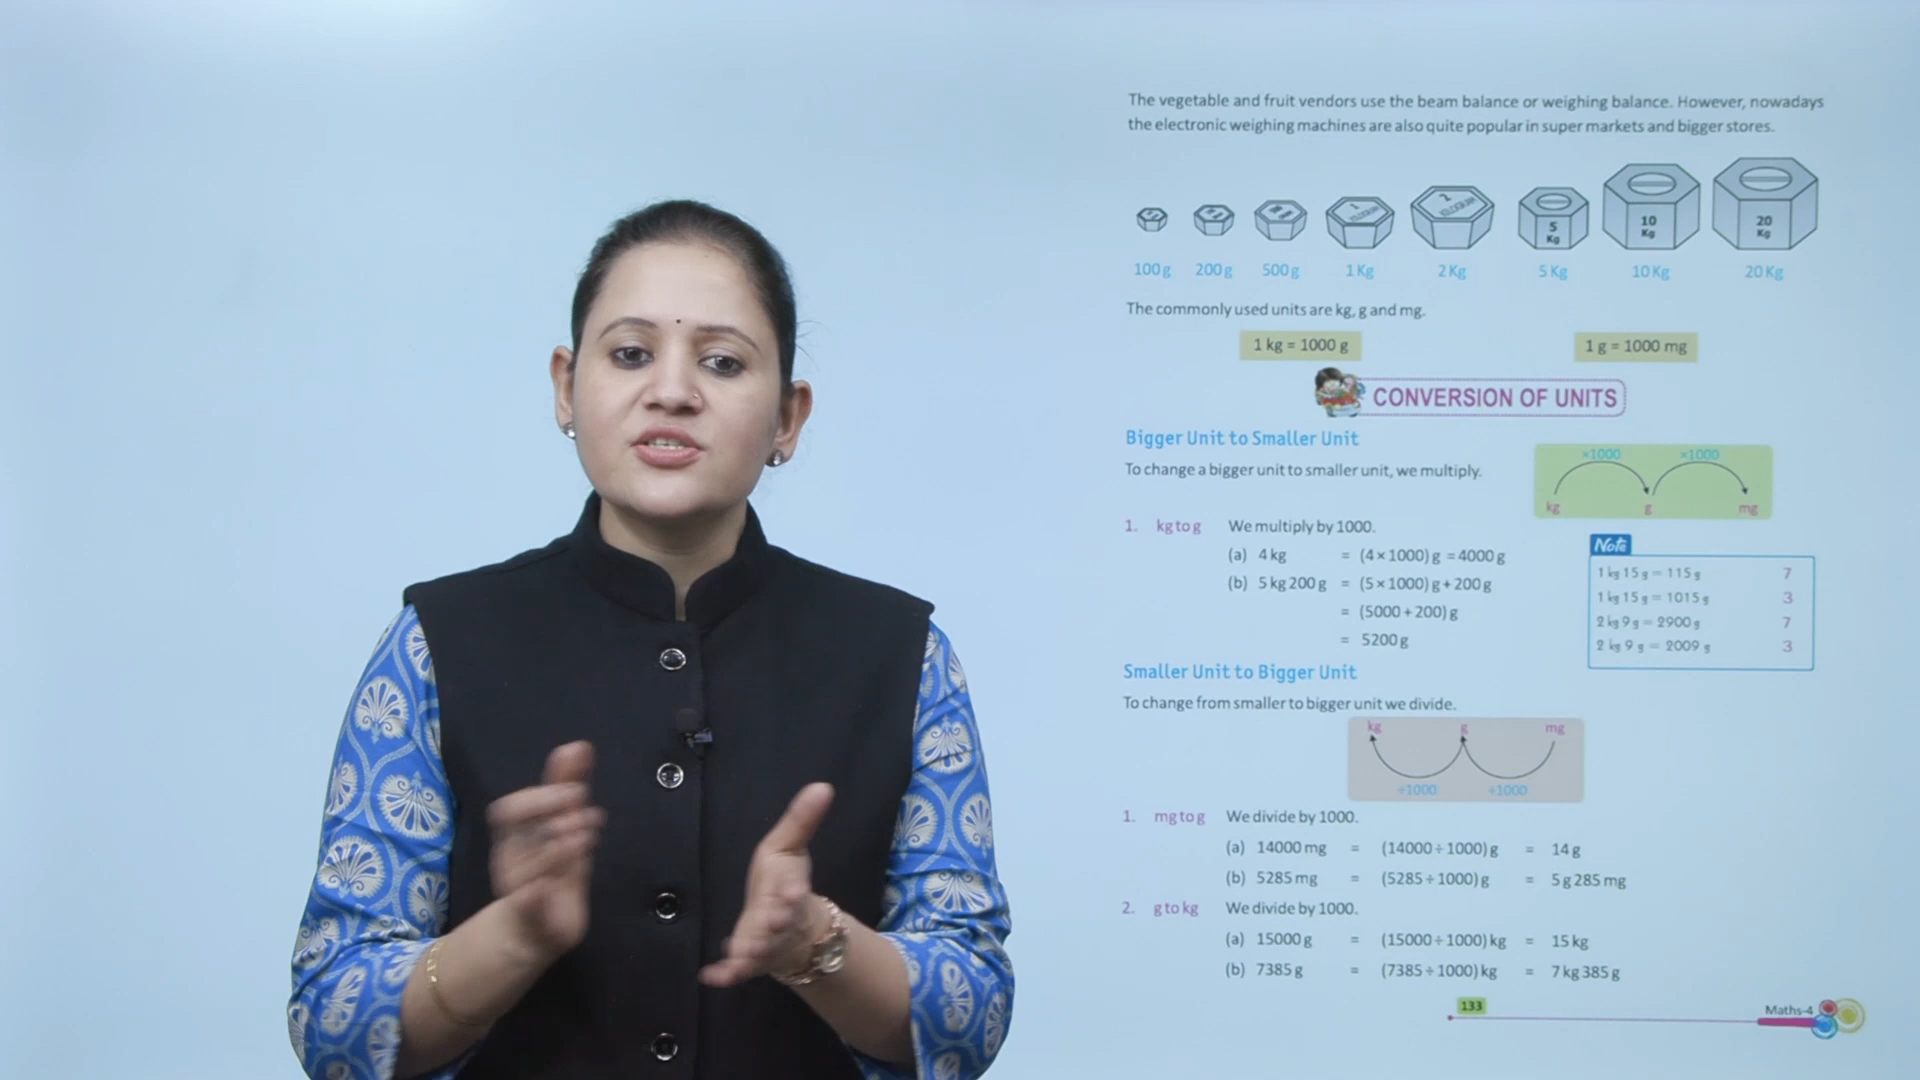 The vegetable and fruit vendors use the beam balance or weighing balance. However, nowadays
the electronic weighing machines are also quite popular in super markets and bigger stores.
5 Kg
10 Kg
20 Kg
100 g 200 g 500 g 1 Kg 2 Kg 5 Kg 10 Kg 20 Kg
The commonly used units are kg, g and mg.
1 kg = 1000 g 1 g = 1000 mg
CONVERSION OF UNITS
Bigger Unit to Smaller Unit
To change a bigger unit to smaller unit, we multiply.
×1000 ×1000
kg g mg
1. kg to g We multiply by 1000.
(a) 4 kg = (4 × 1000) g = 4000 g
(b) 5 kg 200 g = (5 × 1000) g + 200 g
= (5000 + 200) g
= 5200 g
Note
1 kg 15 g = 115 g 7
1 kg 15 g = 1015 g 3
2 kg 9 g = 2900 g 7
2 kg 9 g = 2009 g 3
Smaller Unit to Bigger Unit
To change from smaller to bigger unit we divide.
kg g mg
÷1000 ÷1000
1. mg to g We divide by 1000.
(a) 14000 mg = (14000 ÷ 1000) g = 14 g
(b) 5285 mg = (5285 ÷ 1000) g = 5 g 285 mg
2. g to kg We divide by 1000.
(a) 15000 g = (15000 ÷ 1000) kg = 15 kg
(b) 7385 g = (7385 ÷ 1000) kg = 7 kg 385 g
133
Maths-4